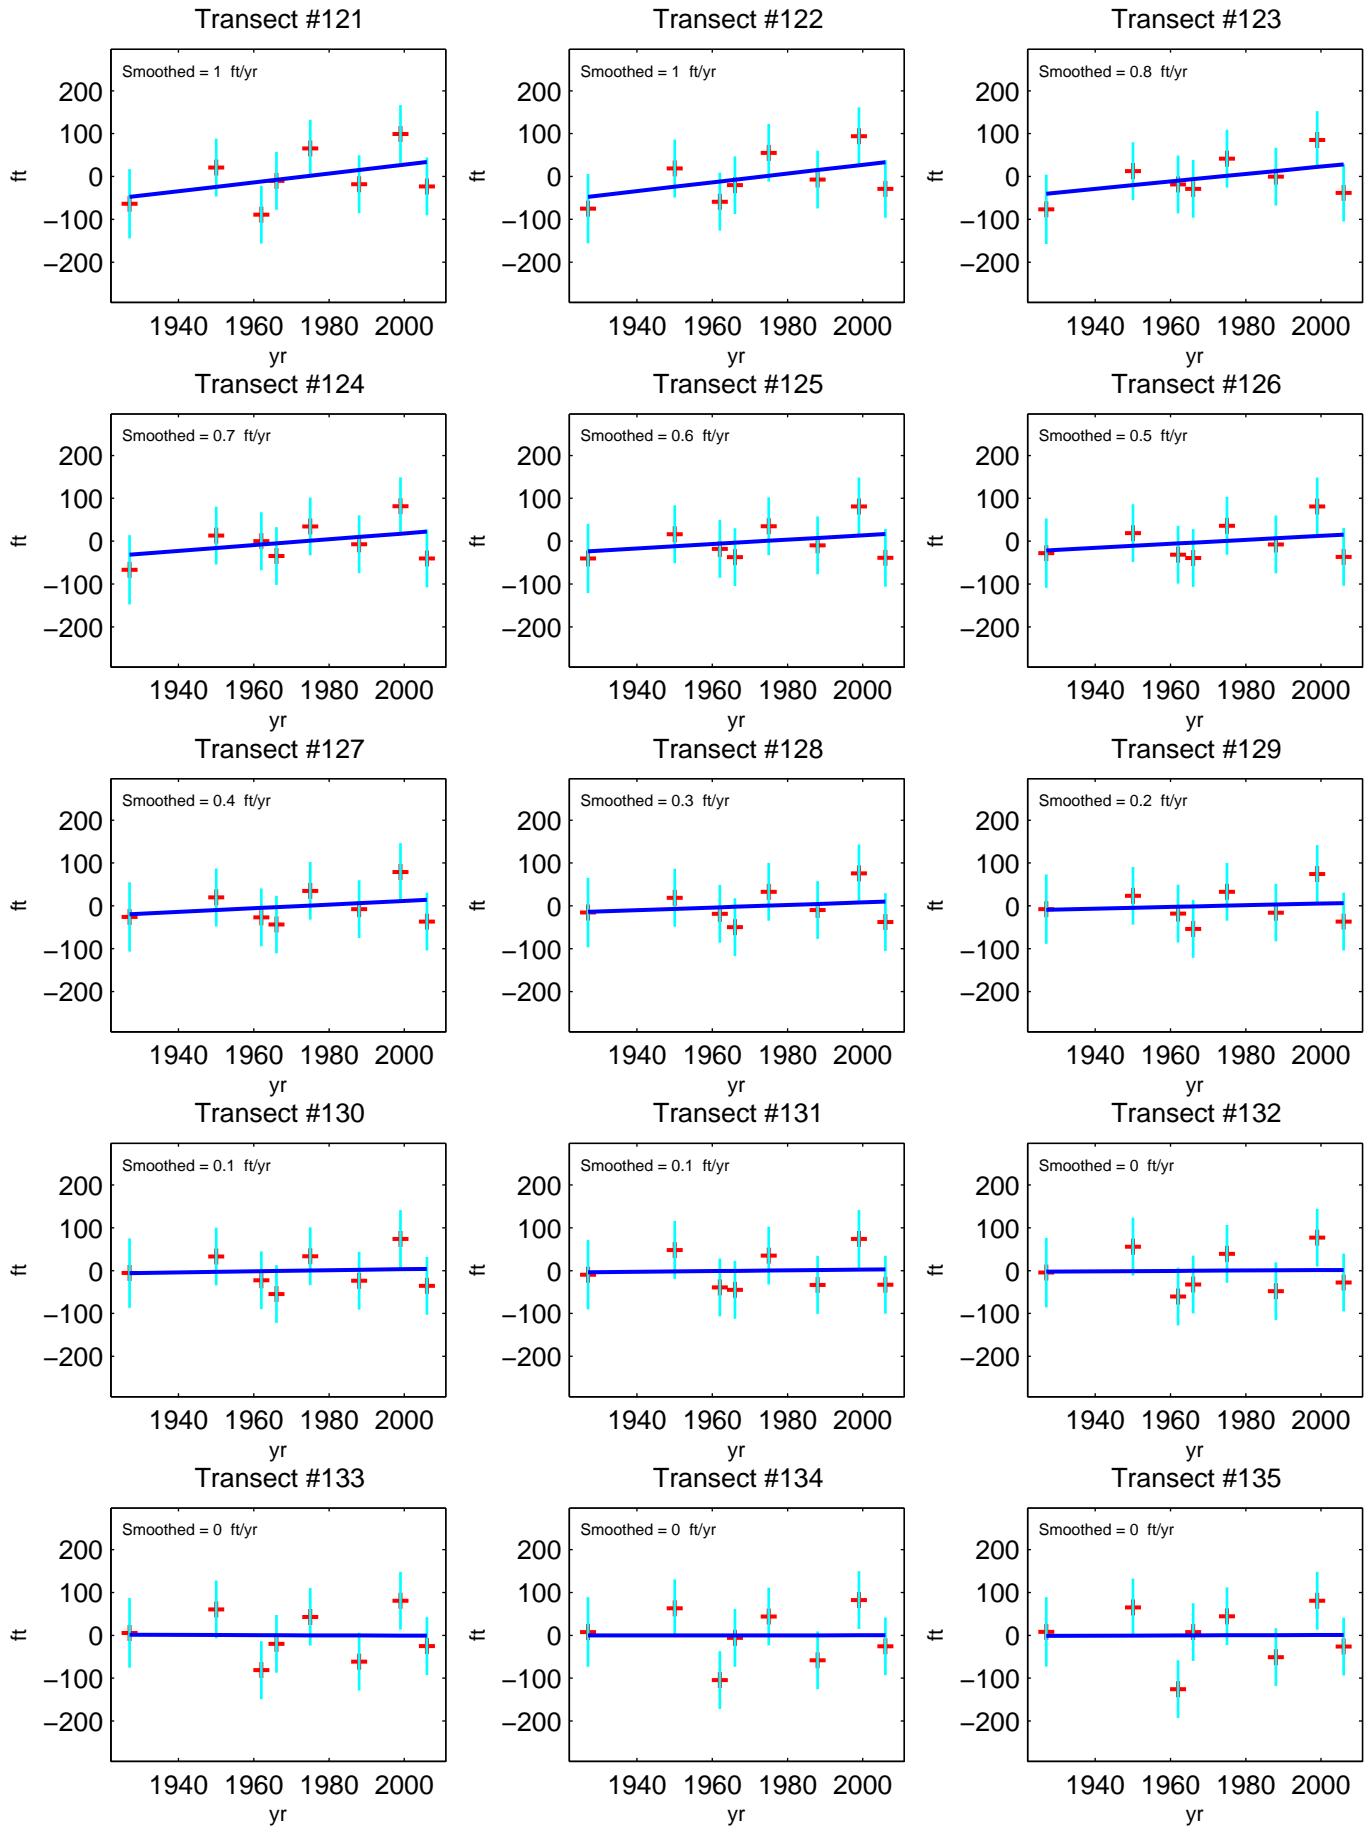 Transect #121
Transect #122
Transect #123
Smoothed = 1 ft/yr
Smoothed = 1 ft/yr
Smoothed = 0.8 ft/yr
200
100
0
−100
−200
ft
200
100
0
−100
−200
ft
200
100
0
−100
−200
ft
1940 1960 1980 2000
1940 1960 1980 2000
1940 1960 1980 2000
yr
yr
yr
Transect #124
Transect #125
Transect #126
Smoothed = 0.7 ft/yr
Smoothed = 0.6 ft/yr
Smoothed = 0.5 ft/yr
200
100
0
−100
−200
ft
200
100
0
−100
−200
ft
200
100
0
−100
−200
ft
1940 1960 1980 2000
1940 1960 1980 2000
1940 1960 1980 2000
yr
yr
yr
Transect #127
Transect #128
Transect #129
Smoothed = 0.4 ft/yr
Smoothed = 0.3 ft/yr
Smoothed = 0.2 ft/yr
200
100
0
−100
−200
ft
200
100
0
−100
−200
ft
200
100
0
−100
−200
ft
1940 1960 1980 2000
1940 1960 1980 2000
1940 1960 1980 2000
yr
yr
yr
Transect #130
Transect #131
Transect #132
Smoothed = 0.1 ft/yr
Smoothed = 0.1 ft/yr
Smoothed = 0 ft/yr
200
100
0
−100
−200
ft
200
100
0
−100
−200
ft
200
100
0
−100
−200
ft
1940 1960 1980 2000
1940 1960 1980 2000
1940 1960 1980 2000
yr
yr
yr
Transect #133
Transect #134
Transect #135
Smoothed = 0 ft/yr
Smoothed = 0 ft/yr
Smoothed = 0 ft/yr
200
100
0
−100
−200
ft
200
100
0
−100
−200
ft
200
100
0
−100
−200
ft
1940 1960 1980 2000
1940 1960 1980 2000
1940 1960 1980 2000
yr
yr
yr